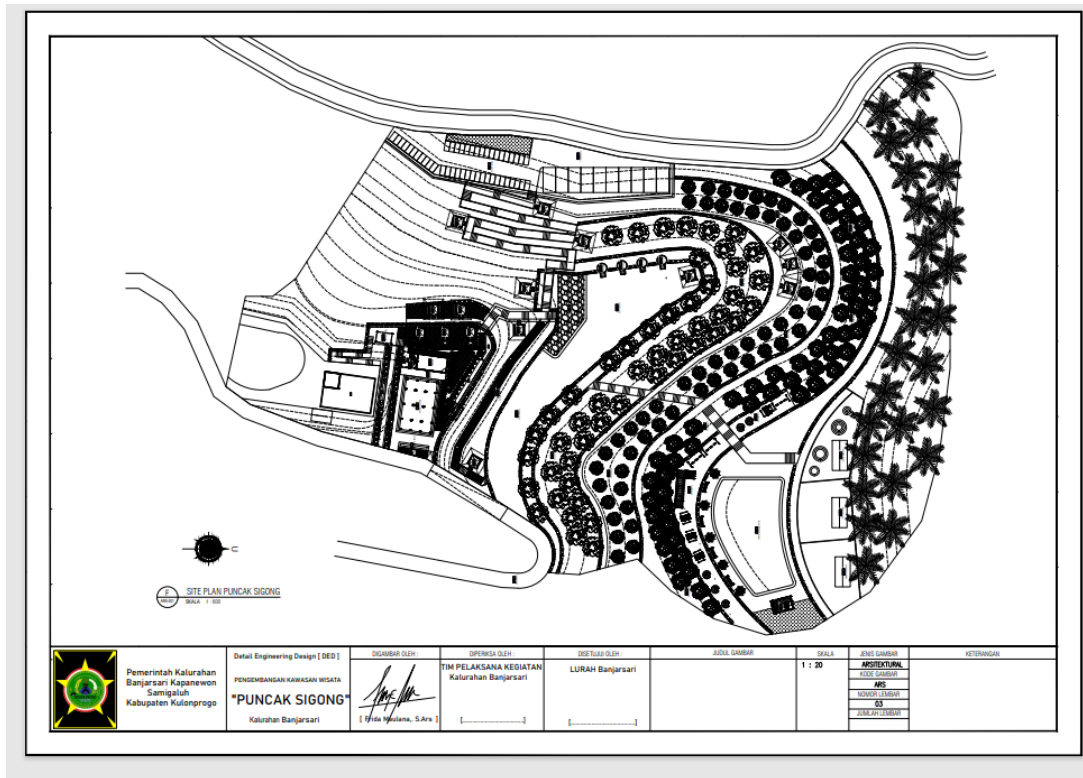 SITE PLAN PUNCAK SIGONG
SKALA 1 : 600
F
Pemerintah Kalurahan
Banjarsari Kapanewon
Samigaluh
Kabupaten Kulonprogo
Detail Engineering Design [ DED ]
PENGEMBANGAN KAWASAN WISATA
"PUNCAK SIGONG"
Kalurahan Banjarsari
DIGAMBAR OLEH :
[ Frida Maulana,. S.Ars ]
DIPERIKSA OLEH :
TIM PELAKSANA KEGIATAN
Kalurahan Banjarsari
[..............................]
DISETUJUI OLEH :
LURAH Banjarsari
[..............................]
JUDUL GAMBAR
SKALA
1 : 20
JENIS GAMBAR
ARSITEKTURAL
KODE GAMBAR
ARS
NOMOR LEMBAR
03
JUMLAH LEMBAR
KETERANGAN